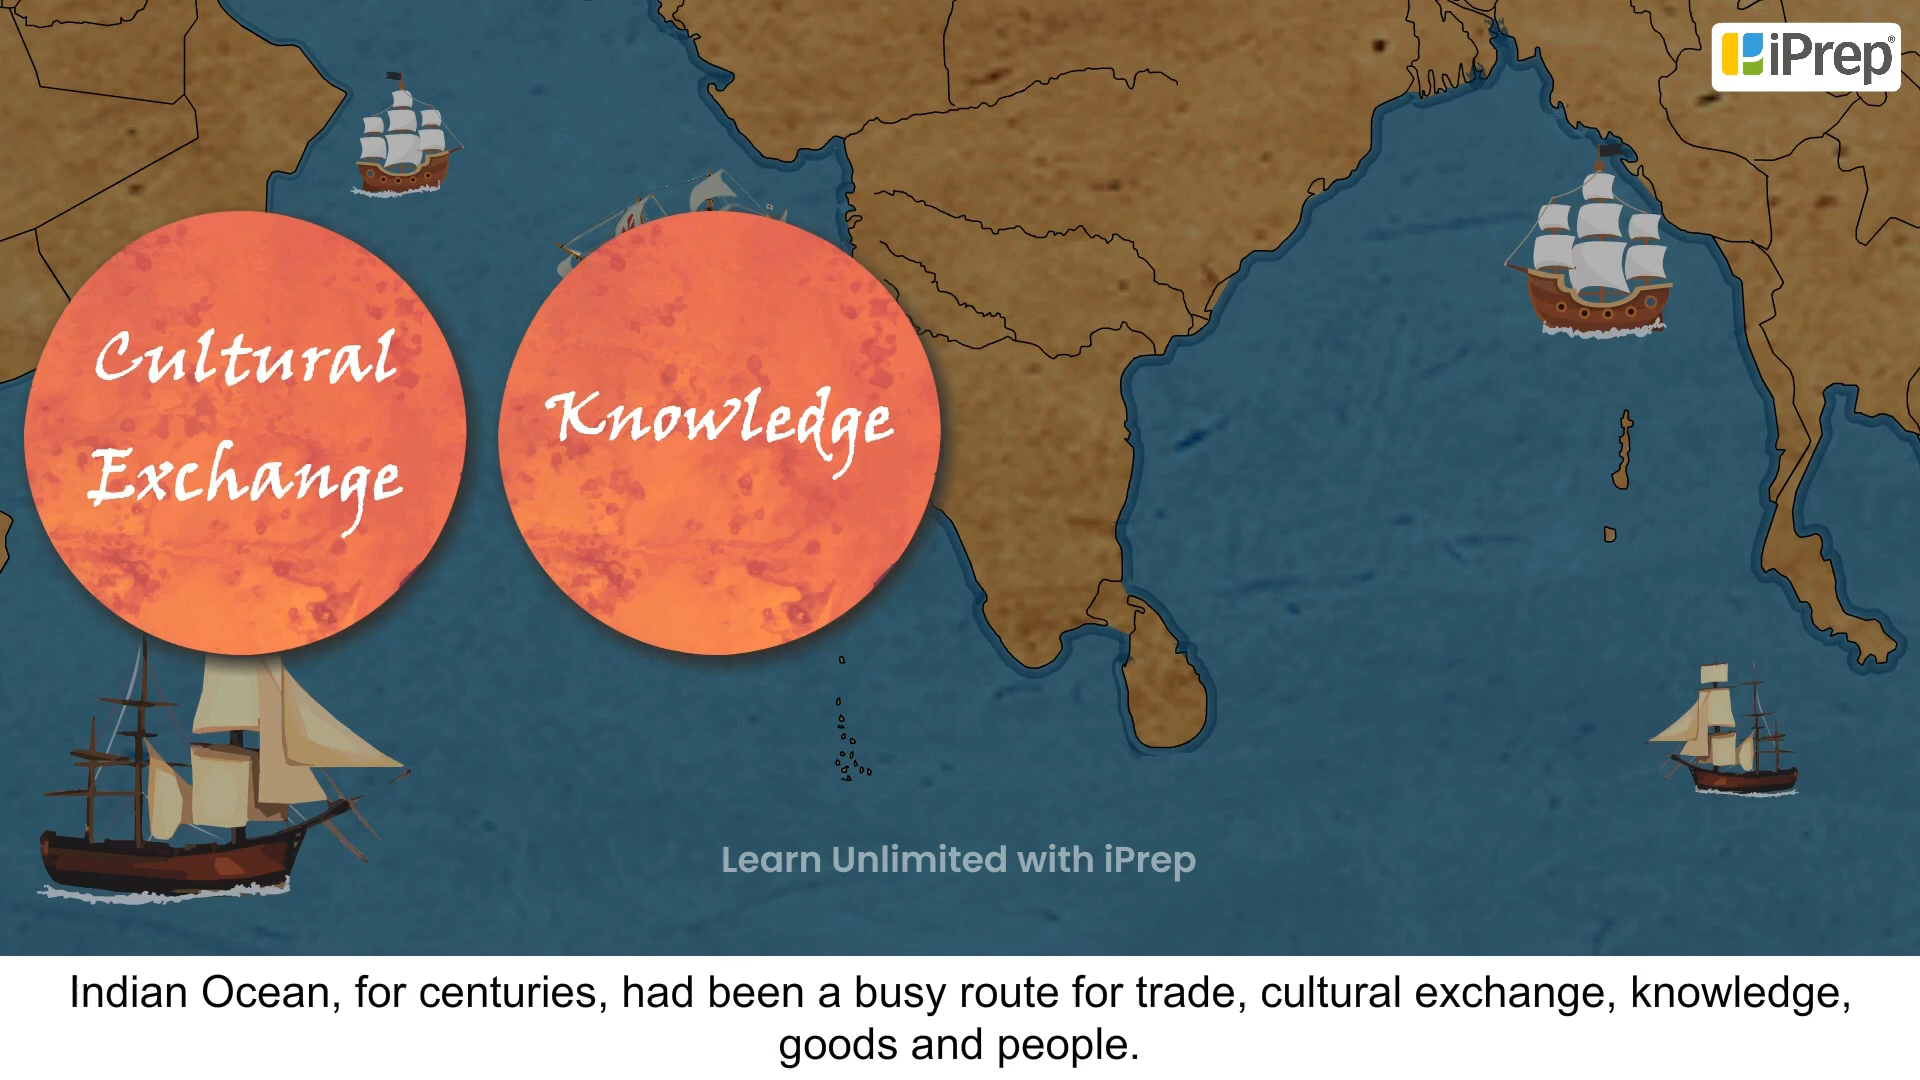 iPrep®
Cultural
Exchange
Knowledge
Learn Unlimited with iPrep
Indian Ocean, for centuries, had been a busy route for trade, cultural exchange, knowledge,
goods and people.